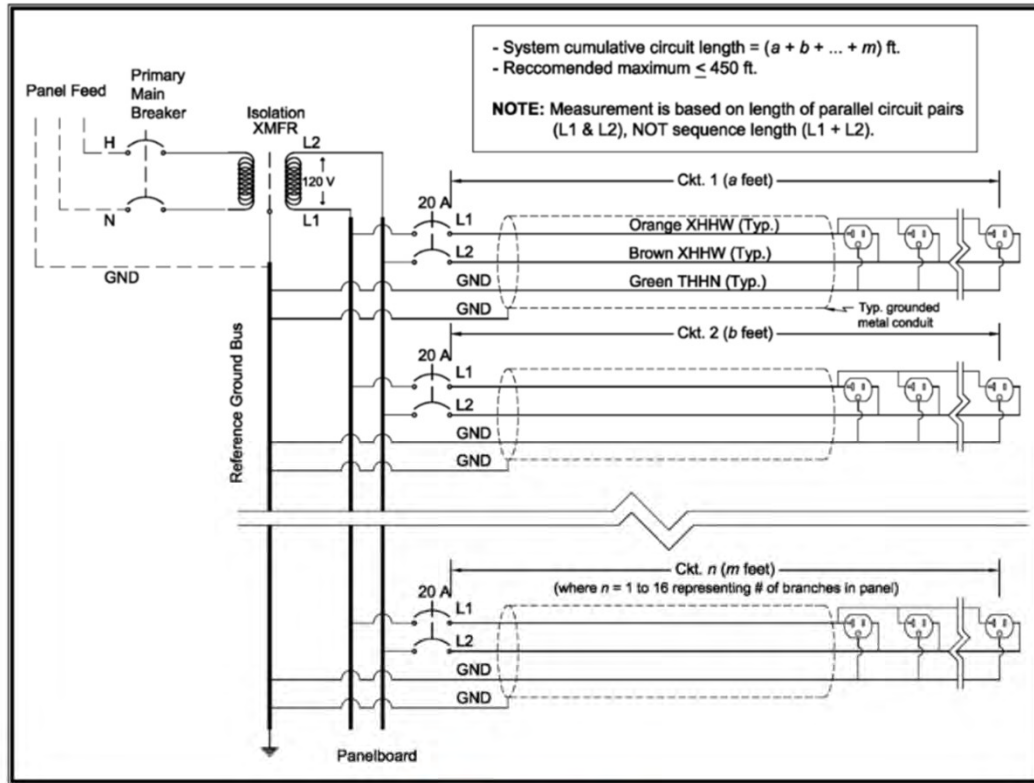 - System cumulative circuit length = (a + b + ... + m) ft.
- Reccomended maximum ≤ 450 ft.
NOTE: Measurement is based on length of parallel circuit pairs
(L1 & L2), NOT sequence length (L1 + L2).
Panel Feed
Primary
Main
Breaker
Isolation
XMFR
H
N
GND
L2
120 V
L1
Reference Ground Bus
Ckt. 1 (a feet)
20 A
L1
Orange XHHW (Typ.)
L2
Brown XHHW (Typ.)
GND
Green THHN (Typ.)
GND
Typ. grounded
metal conduit
Ckt. 2 (b feet)
20 A
L1
L2
GND
GND
Ckt. n (m feet)
(where n = 1 to 16 representing # of branches in panel)
20 A
L1
L2
GND
GND
Panelboard